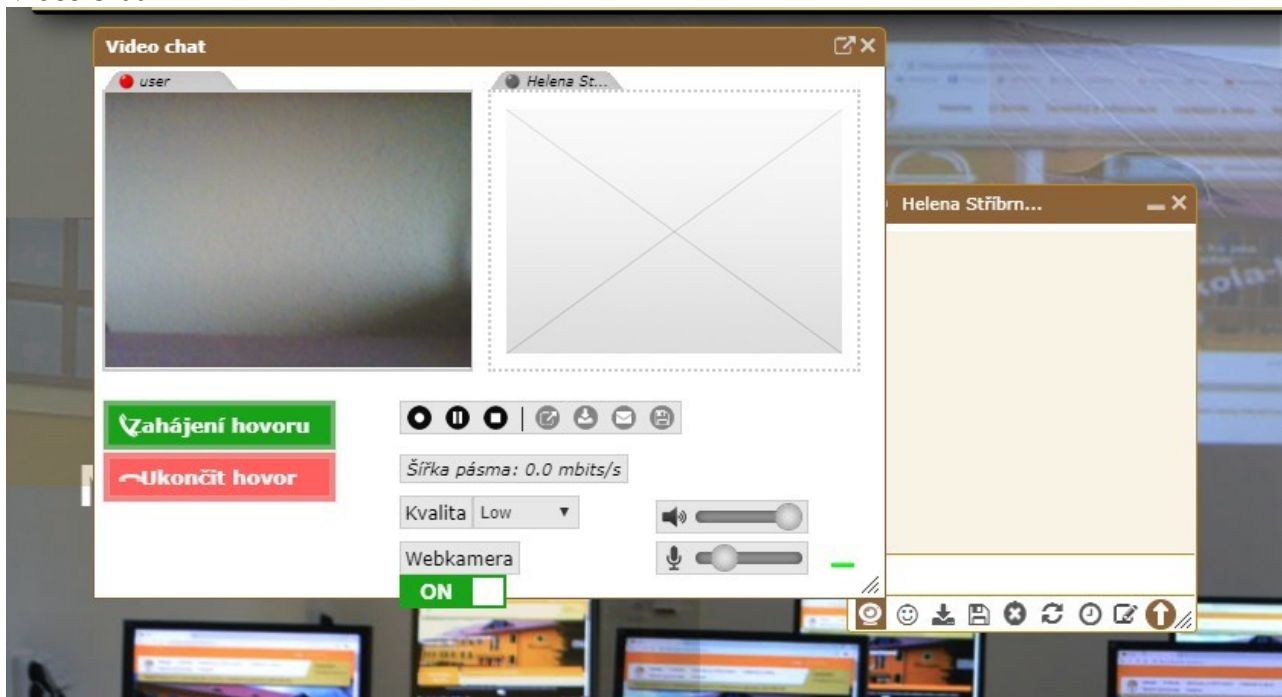 Video chat
user
Helena St...
Helena Stříbrn...
Zahájení hovoru
Ukončit hovor
Šířka pásma: 0.0 mbits/s
Kvalita Low
Webkamera
ON